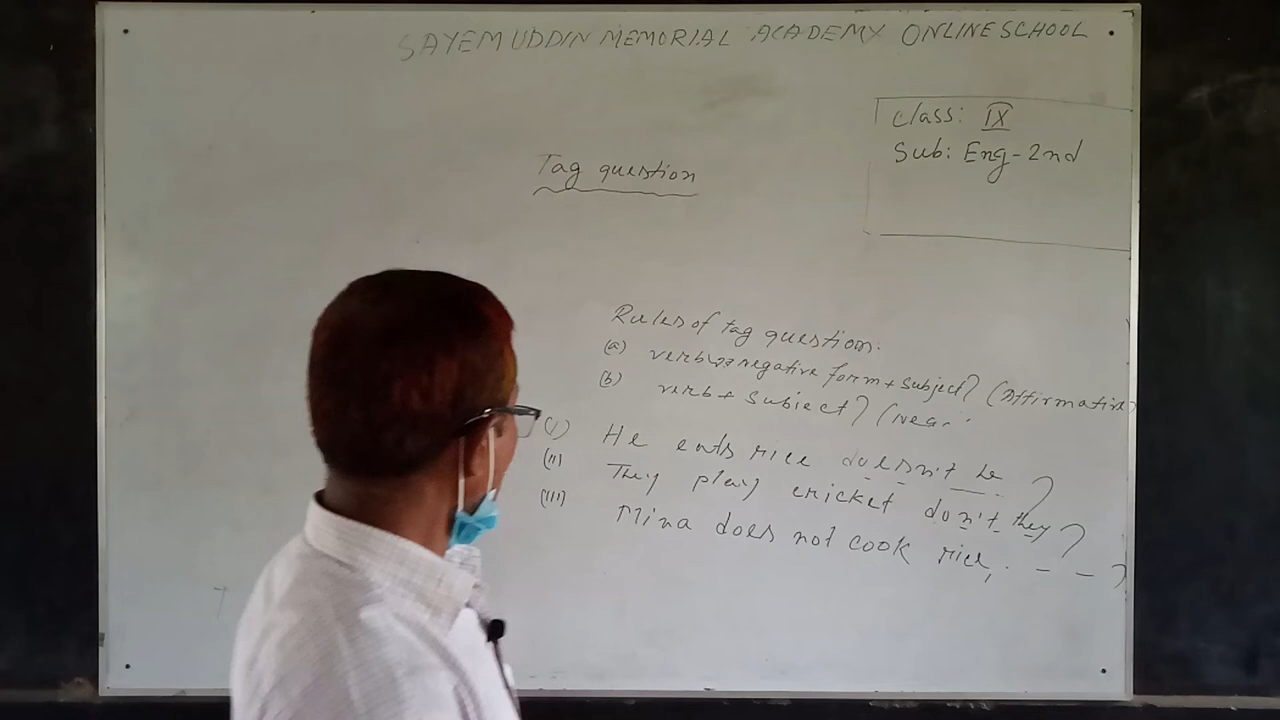 SAYEMUDDIN MEMORIAL ACADEMY ONLINE SCHOOL
Class: IX
Sub: Eng-2nd
Tag question
Rules of tag question:
(a) verb negative form + subject? (Affirmative)
(b) verb + subject?
(I) He eats rice doesn't he ?
(II) They play cricket don't they?
(III) Mina does not cook rice, - - - ?